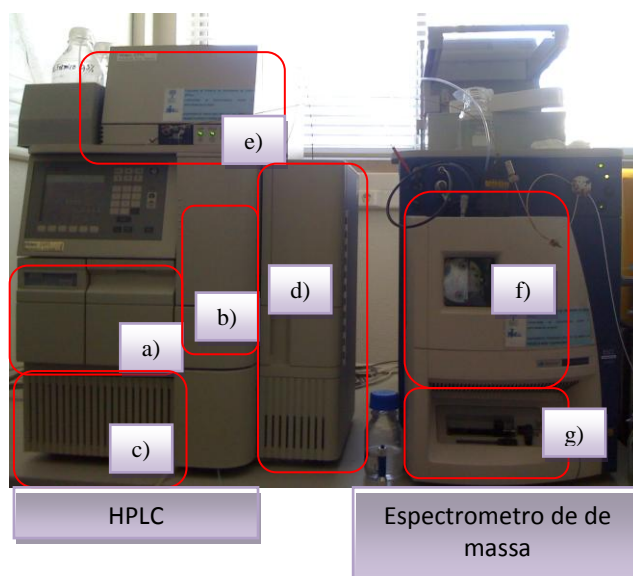 e)
d)
f)
b)
a)
g)
c)
HPLC
Espectrometro de de
massa